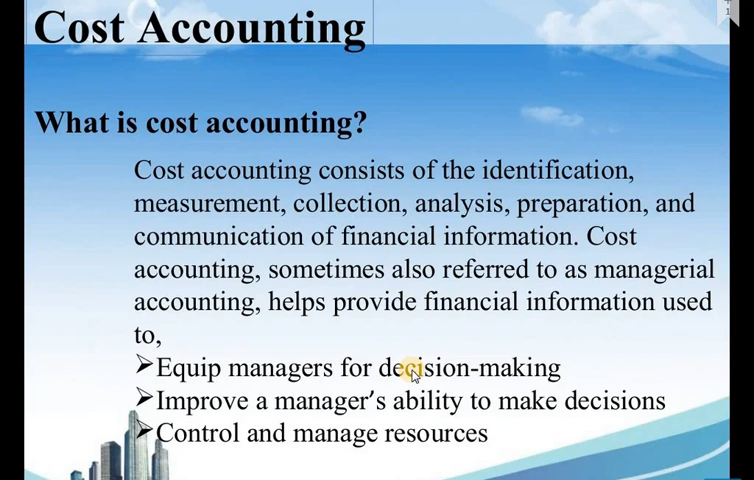 Cost Accounting
What is cost accounting?
Cost accounting consists of the identification,
measurement, collection, analysis, preparation, and
communication of financial information. Cost
accounting, sometimes also referred to as managerial
accounting, helps provide financial information used
to,
➢Equip managers for decision-making
➢Improve a manager's ability to make decisions
➢Control and manage resources